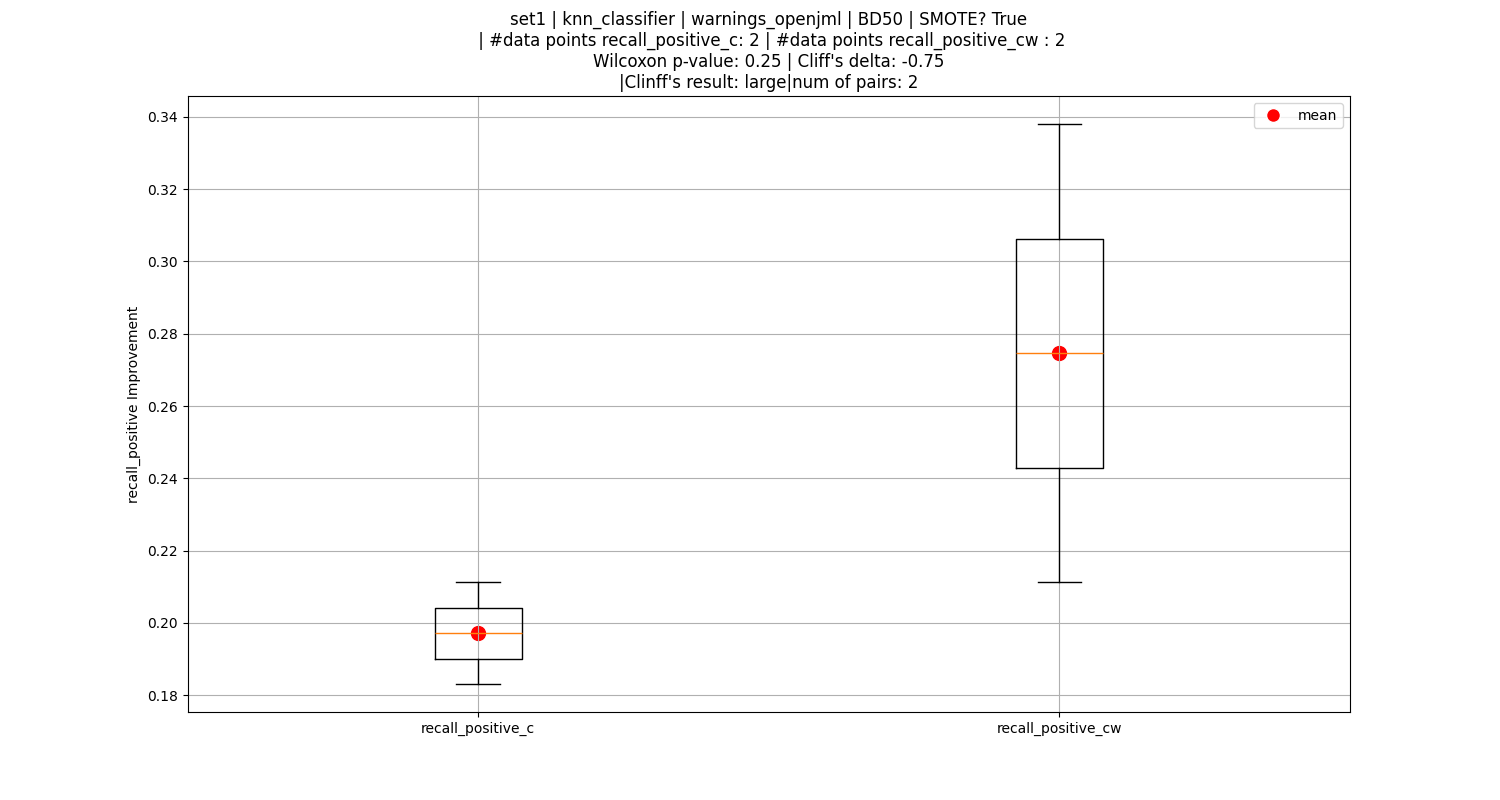 set1 | knn_classifier | warnings_openjml | BD50 | SMOTE? True
| #data points recall_positive_c: 2 | #data points recall_positive_cw : 2
Wilcoxon p-value: 0.25 | Cliff's delta: -0.75
|Clinff's result: large|num of pairs: 2
mean
0.34
0.32
0.30
0.28
0.26
0.24
0.22
0.20
0.18
recall_positive Improvement
recall_positive_c
recall_positive_cw